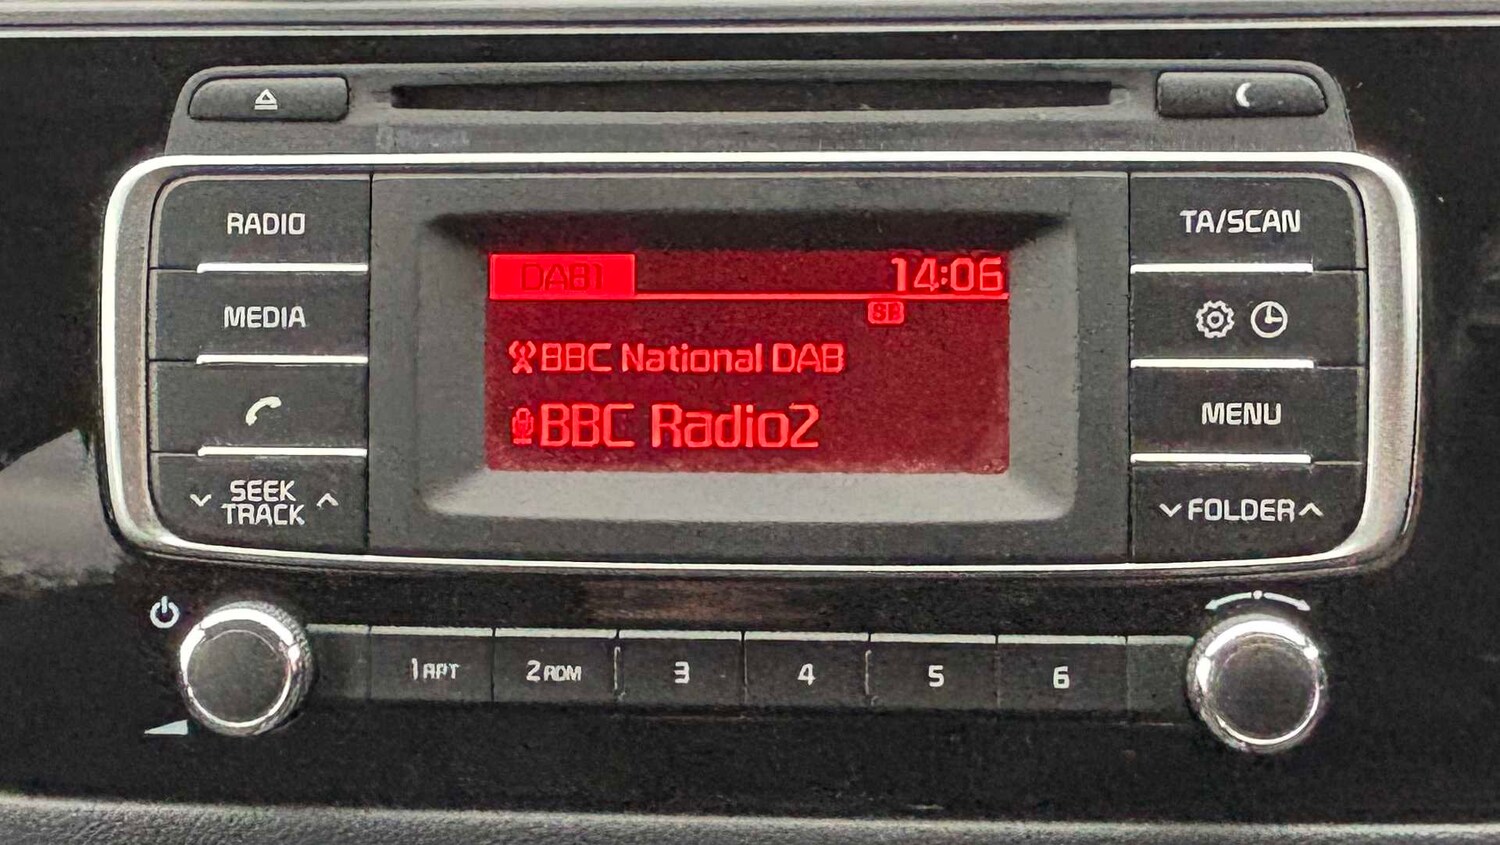 RADIO
MEDIA
SEEK
TRACK
DAB1
14:06
BBC National DAB
BBC Radio2
TA/SCAN
MENU
FOLDER
1 RPT
2 RDM
3
4
5
6